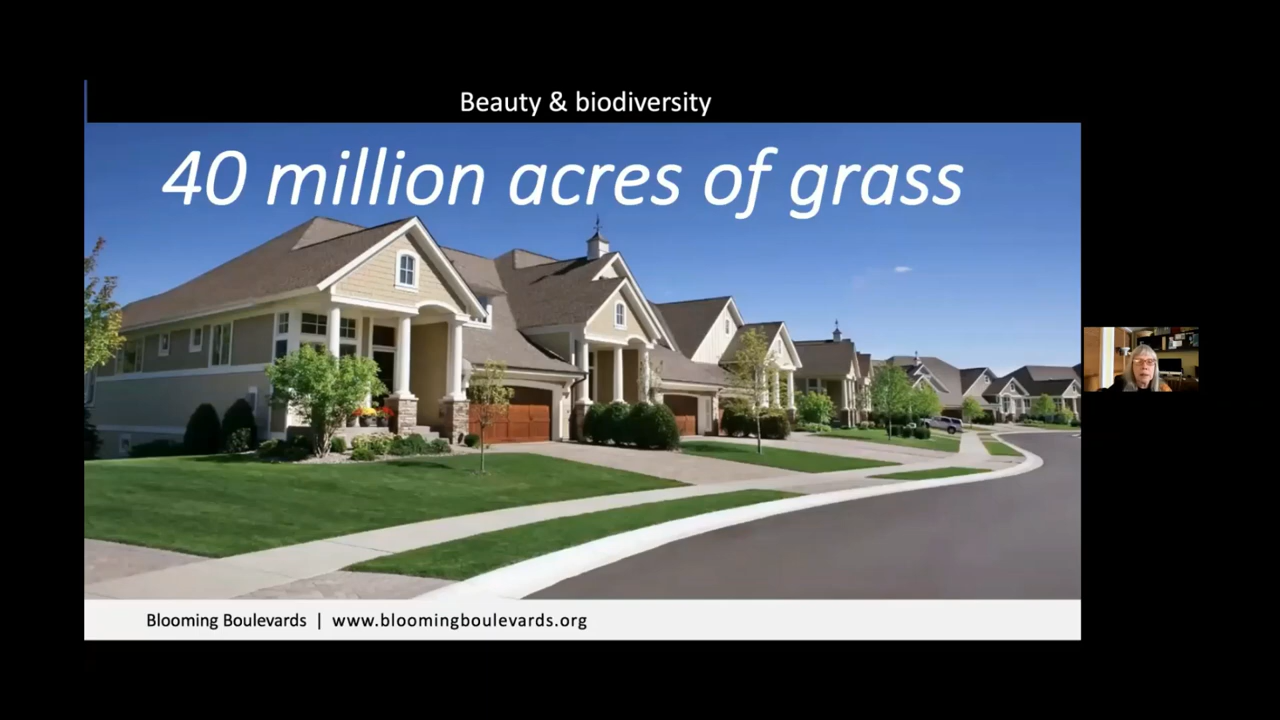 Beauty & biodiversity
40 million acres of grass
Blooming Boulevards | www.bloomingboulevards.org